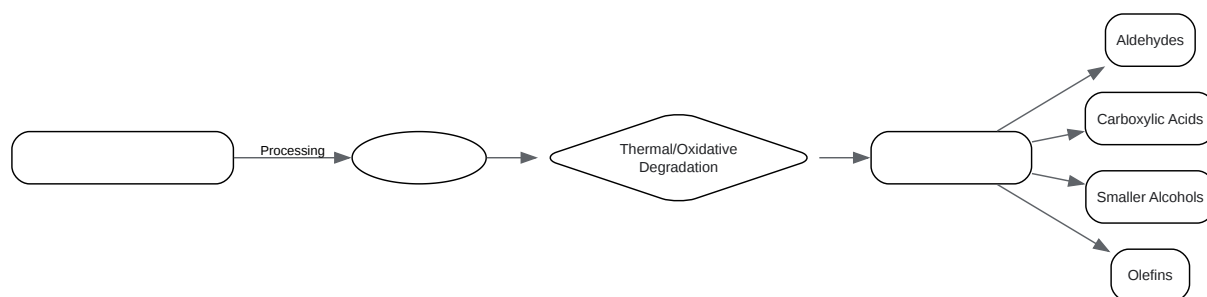 Processing
Thermal/Oxidative
Degradation
Aldehydes
Carboxylic Acids
Smaller Alcohols
Olefins